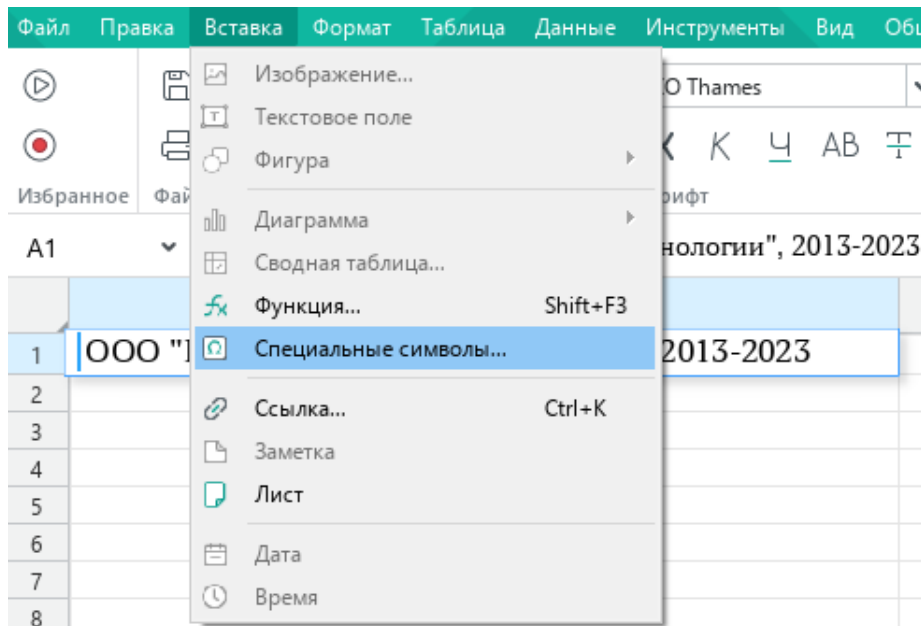 Файл Правка Вставка Формат Таблица Данные Инструменты Вид
Изображение...
Текстовое поле
Фигура
Диаграмма
Сводная таблица...
Функция... Shift+F3
Специальные символы...
Ссылка... Ctrl+K
Заметка
Лист
Дата
Время
Thames
К Ч АВ Т
Избранное
A1
2013-2023
1 ООО " 2013-2023
2
3
4
5
6
7
8